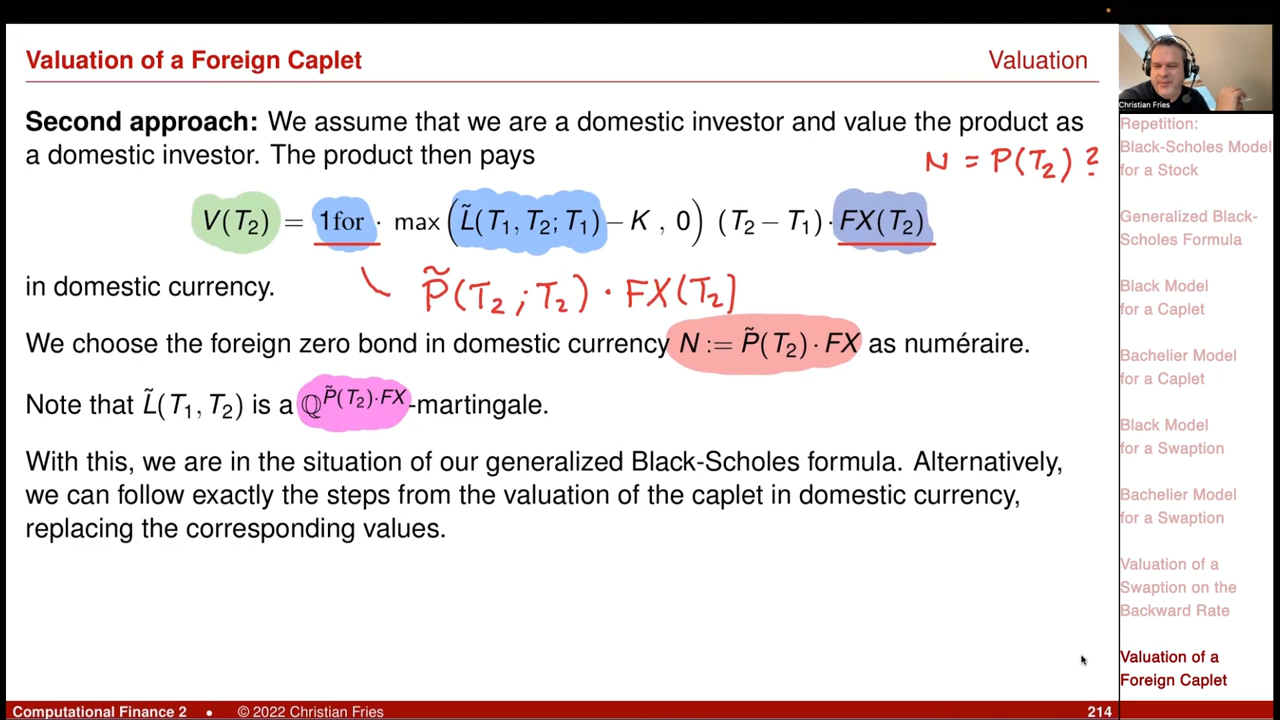 Valuation of a Foreign Caplet
Valuation
Second approach: We assume that we are a domestic investor and value the product as
a domestic investor. The product then pays
N = P(T₂) ?
V(T₂) = 1for · max (L̃(T₁, T₂; T₁) − K , 0) (T₂ − T₁) · FX(T₂)
in domestic currency.
P̃(T₂ ; T₂) · FX(T₂)
We choose the foreign zero bond in domestic currency N := P̃(T₂) · FX as numéraire.
Note that L̃(T₁, T₂) is a ℚ^P̃(T₂)·FX-martingale.
With this, we are in the situation of our generalized Black-Scholes formula. Alternatively,
we can follow exactly the steps from the valuation of the caplet in domestic currency,
replacing the corresponding values.
Christian Fries
Repetition:
Black-Scholes Model
for a Stock
Generalized Black-
Scholes Formula
Black Model
for a Caplet
Bachelier Model
for a Caplet
Black Model
for a Swaption
Bachelier Model
for a Swaption
Valuation of a
Swaption on the
Backward Rate
Valuation of a
Foreign Caplet
Computational Finance 2 • © 2022 Christian Fries
214